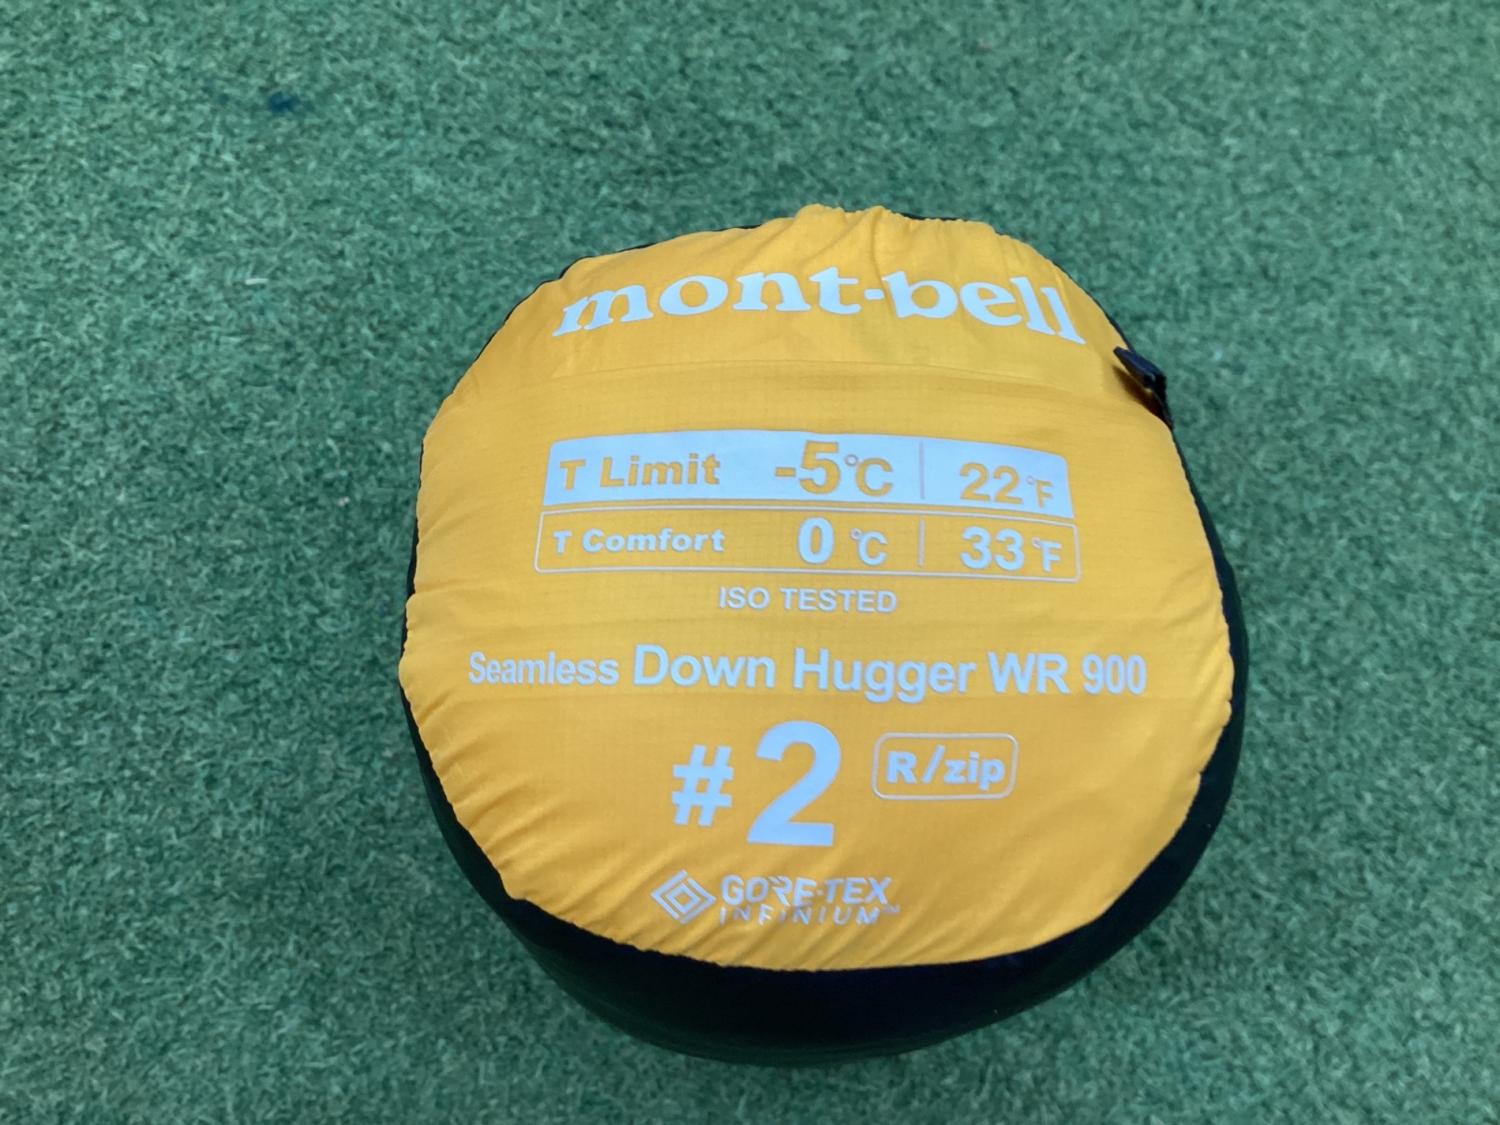 mont-bell
T Limit -5°C 22°F
T Comfort 0°C 33°F
ISO TESTED
Seamless Down Hugger WR 900
#2 R/zip
GORE-TEX
INFINIUM™